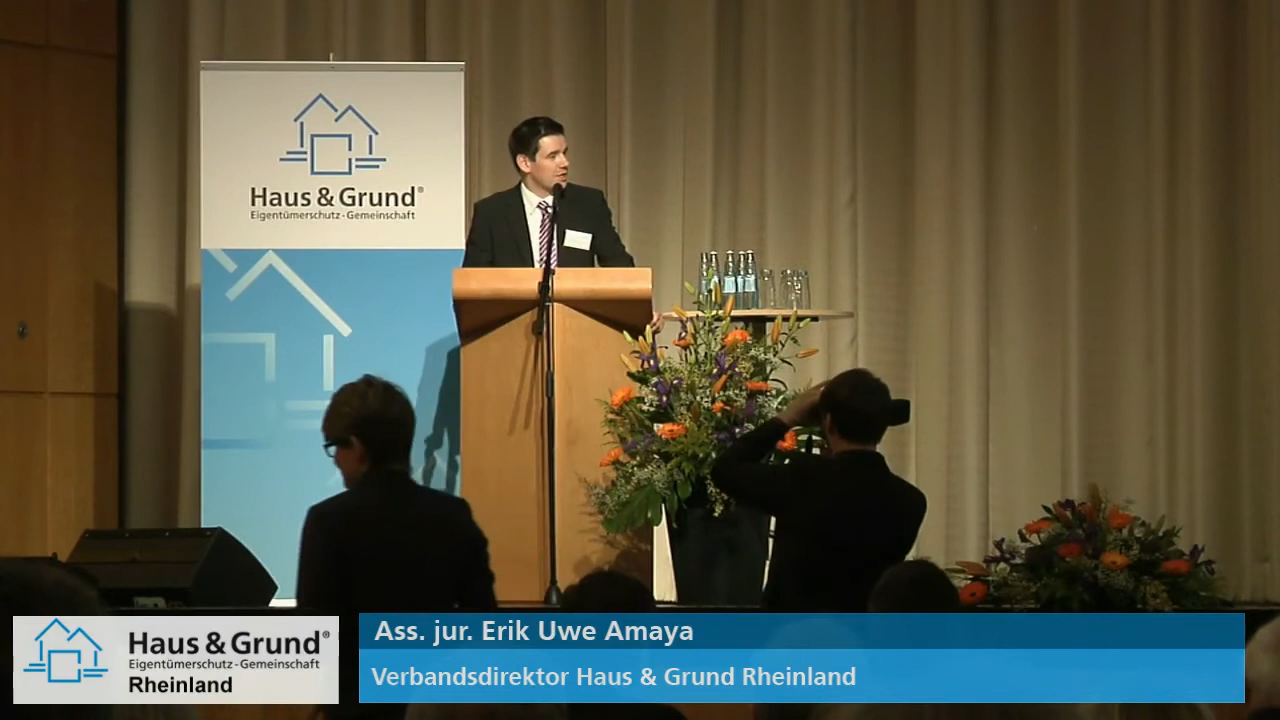 Haus & Grund®
Eigentümerschutz-Gemeinschaft
Haus & Grund®
Eigentümerschutz-Gemeinschaft
Rheinland
Ass. jur. Erik Uwe Amaya
Verbandsdirektor Haus & Grund Rheinland